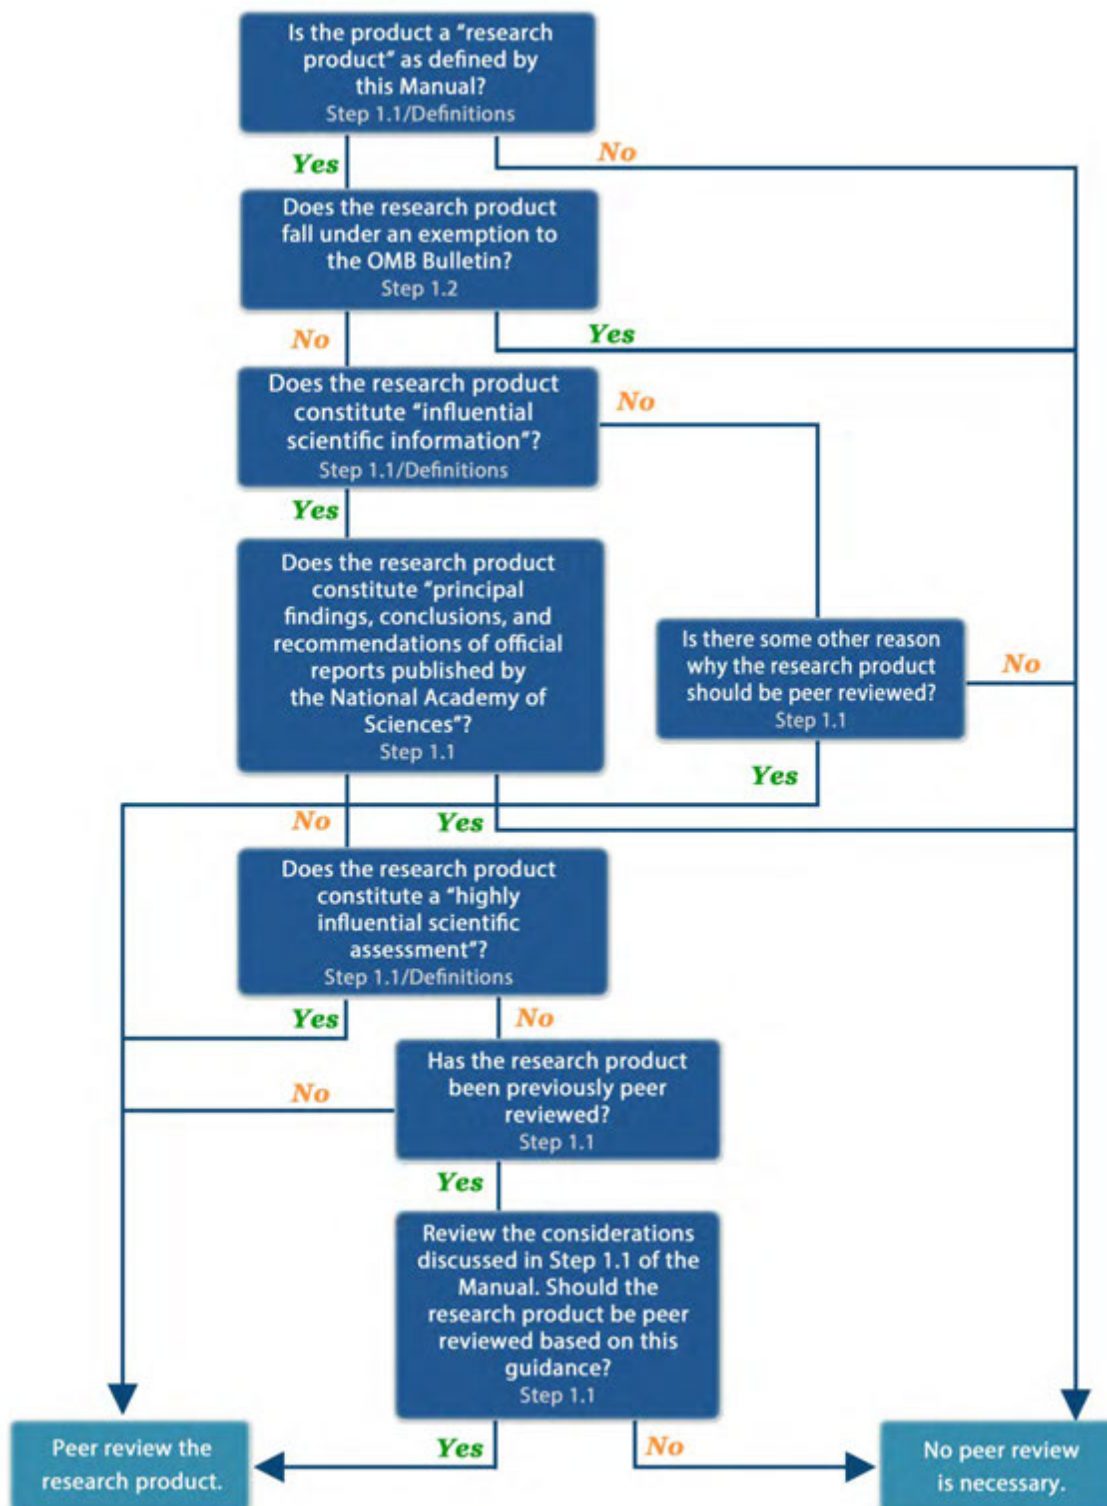 Is the product a “research
product” as defined by
this Manual?
Step 1.1/Definitions
Yes
No
Does the research product
fall under an exemption to
the OMB Bulletin?
Step 1.2
No
Yes
Does the research product
constitute “influential
scientific information”?
Step 1.1/Definitions
No
Yes
Does the research product
constitute “principal
findings, conclusions, and
recommendations of official
reports published by
the National Academy of
Sciences”?
Step 1.1
Is there some other reason
why the research product
should be peer reviewed?
Step 1.1
No
Yes
No
Yes
Does the research product
constitute a “highly
influential scientific
assessment”?
Step 1.1/Definitions
Yes
No
Has the research product
been previously peer
reviewed?
Step 1.1
No
Yes
Review the considerations
discussed in Step 1.1 of the
Manual. Should the
research product be peer
reviewed based on this
guidance?
Step 1.1
Yes
No
Peer review the
research product.
No peer review
is necessary.